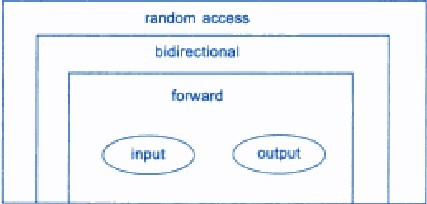 random access
bidirectional
forward
input
output